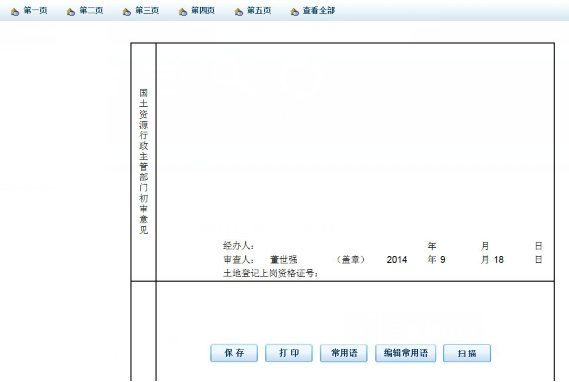 第一页 第二页 第三页 第四页 第五页 查看全部
国土资源行政主管部门初审意见
经办人： 年 月 日
审查人： 董世强 （盖章） 2014 年 9 月 18 日
土地登记上岗资格证号：
保 存 打 印 常用语 编辑常用语 扫 描